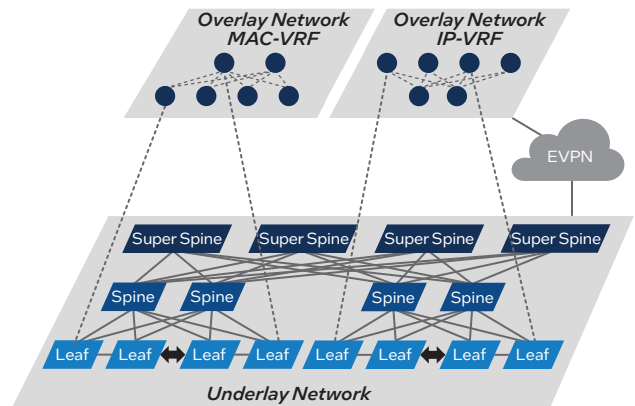 Overlay Network
MAC-VRF
Overlay Network
IP-VRF
EVPN
Super Spine
Super Spine
Super Spine
Super Spine
Spine
Spine
Spine
Spine
Leaf
Leaf
Leaf
Leaf
Leaf
Leaf
Leaf
Leaf
Underlay Network